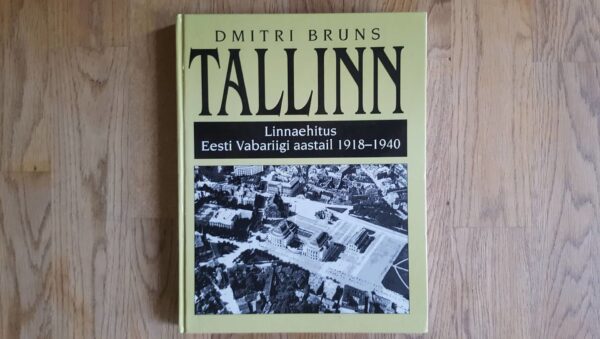 DMITRI BRUNS
TALLINN
Linnaehitus
Eesti Vabariigi aastail 1918–1940